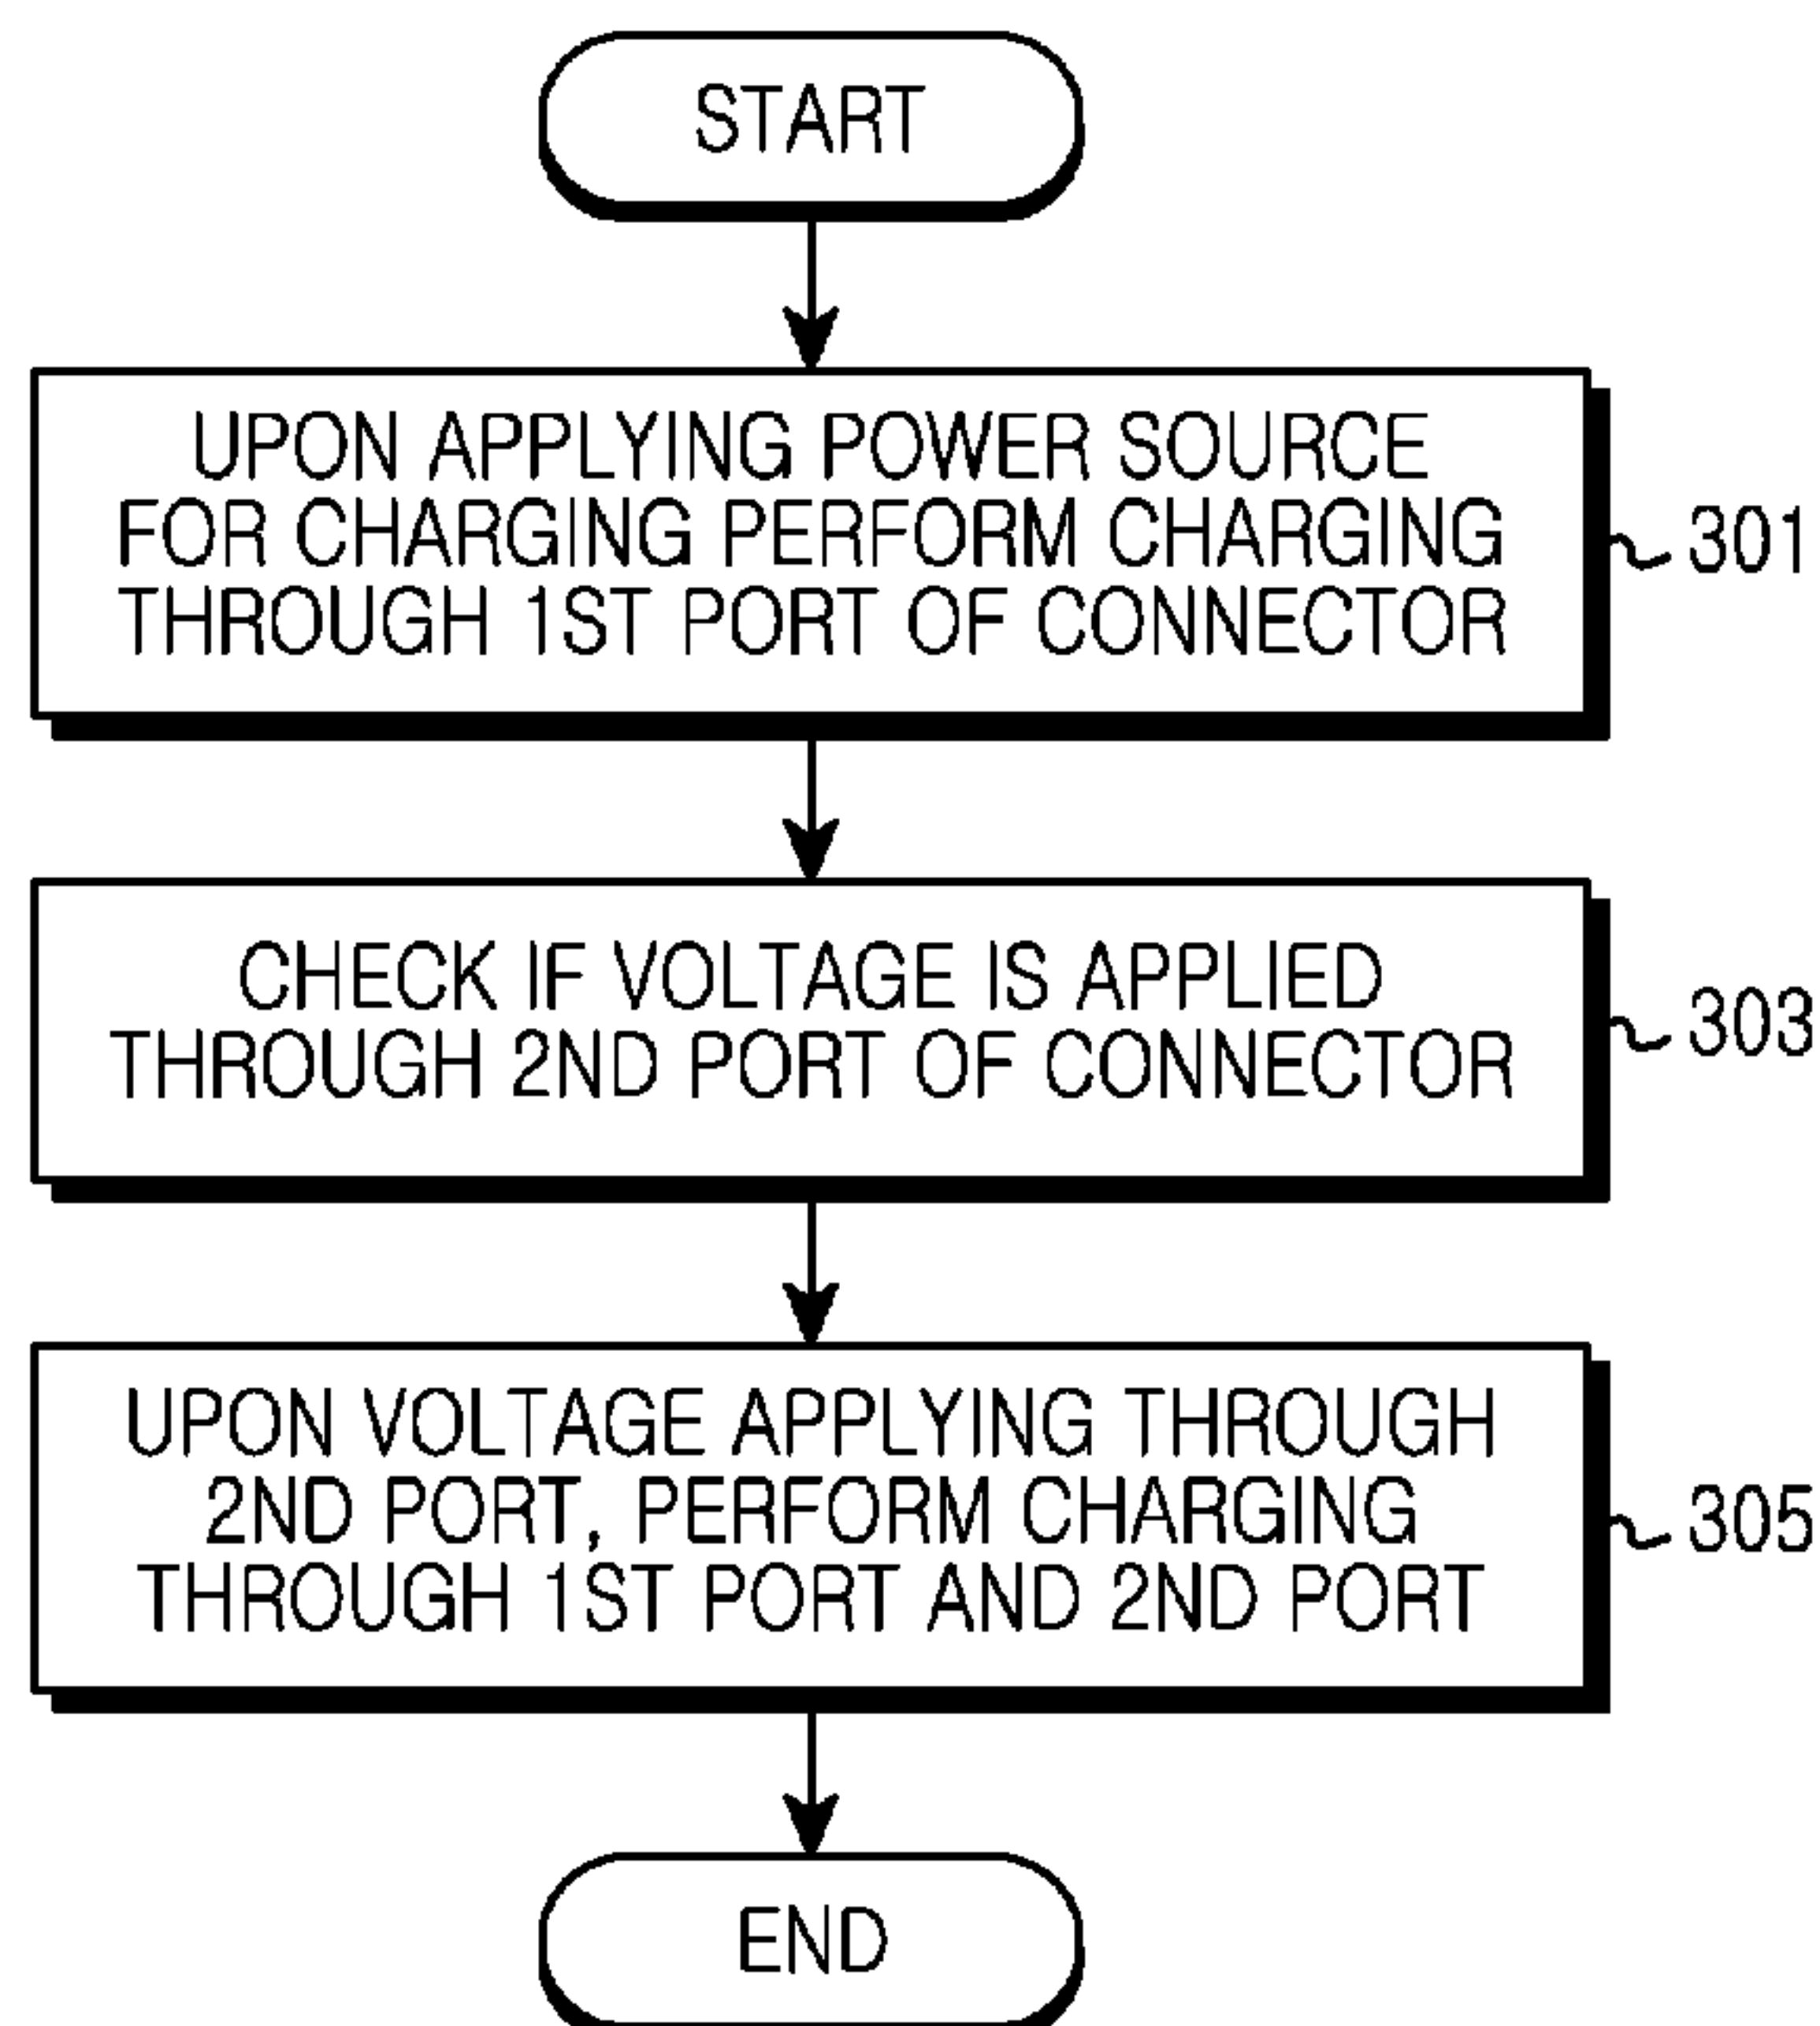 START
UPON APPLYING POWER SOURCE
FOR CHARGING PERFORM CHARGING
THROUGH 1ST PORT OF CONNECTOR
301
CHECK IF VOLTAGE IS APPLIED
THROUGH 2ND PORT OF CONNECTOR
303
UPON VOLTAGE APPLYING THROUGH
2ND PORT, PERFORM CHARGING
THROUGH 1ST PORT AND 2ND PORT
305
END